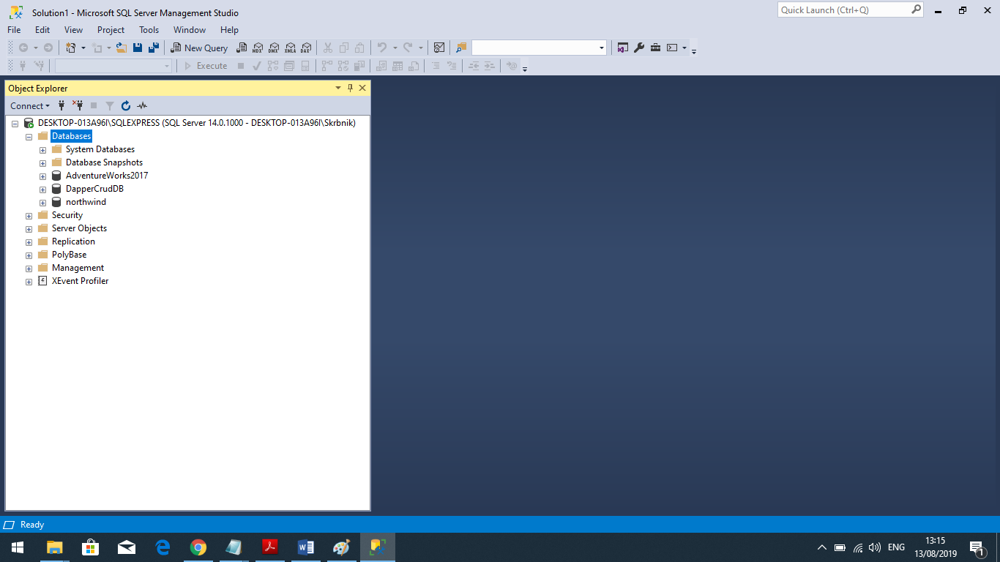 Solution1 - Microsoft SQL Server Management Studio
Quick Launch (Ctrl+Q)
File Edit View Project Tools Window Help
New Query MDX DMX XMLA DAX
Execute
Object Explorer
Connect
DESKTOP-013A96I\SQLEXPRESS (SQL Server 14.0.1000 - DESKTOP-013A96I\Skrbnik)
Databases
System Databases
Database Snapshots
AdventureWorks2017
DapperCrudDB
northwind
Security
Server Objects
Replication
PolyBase
Management
XEvent Profiler
Ready
ENG
13:15
13/08/2019
1